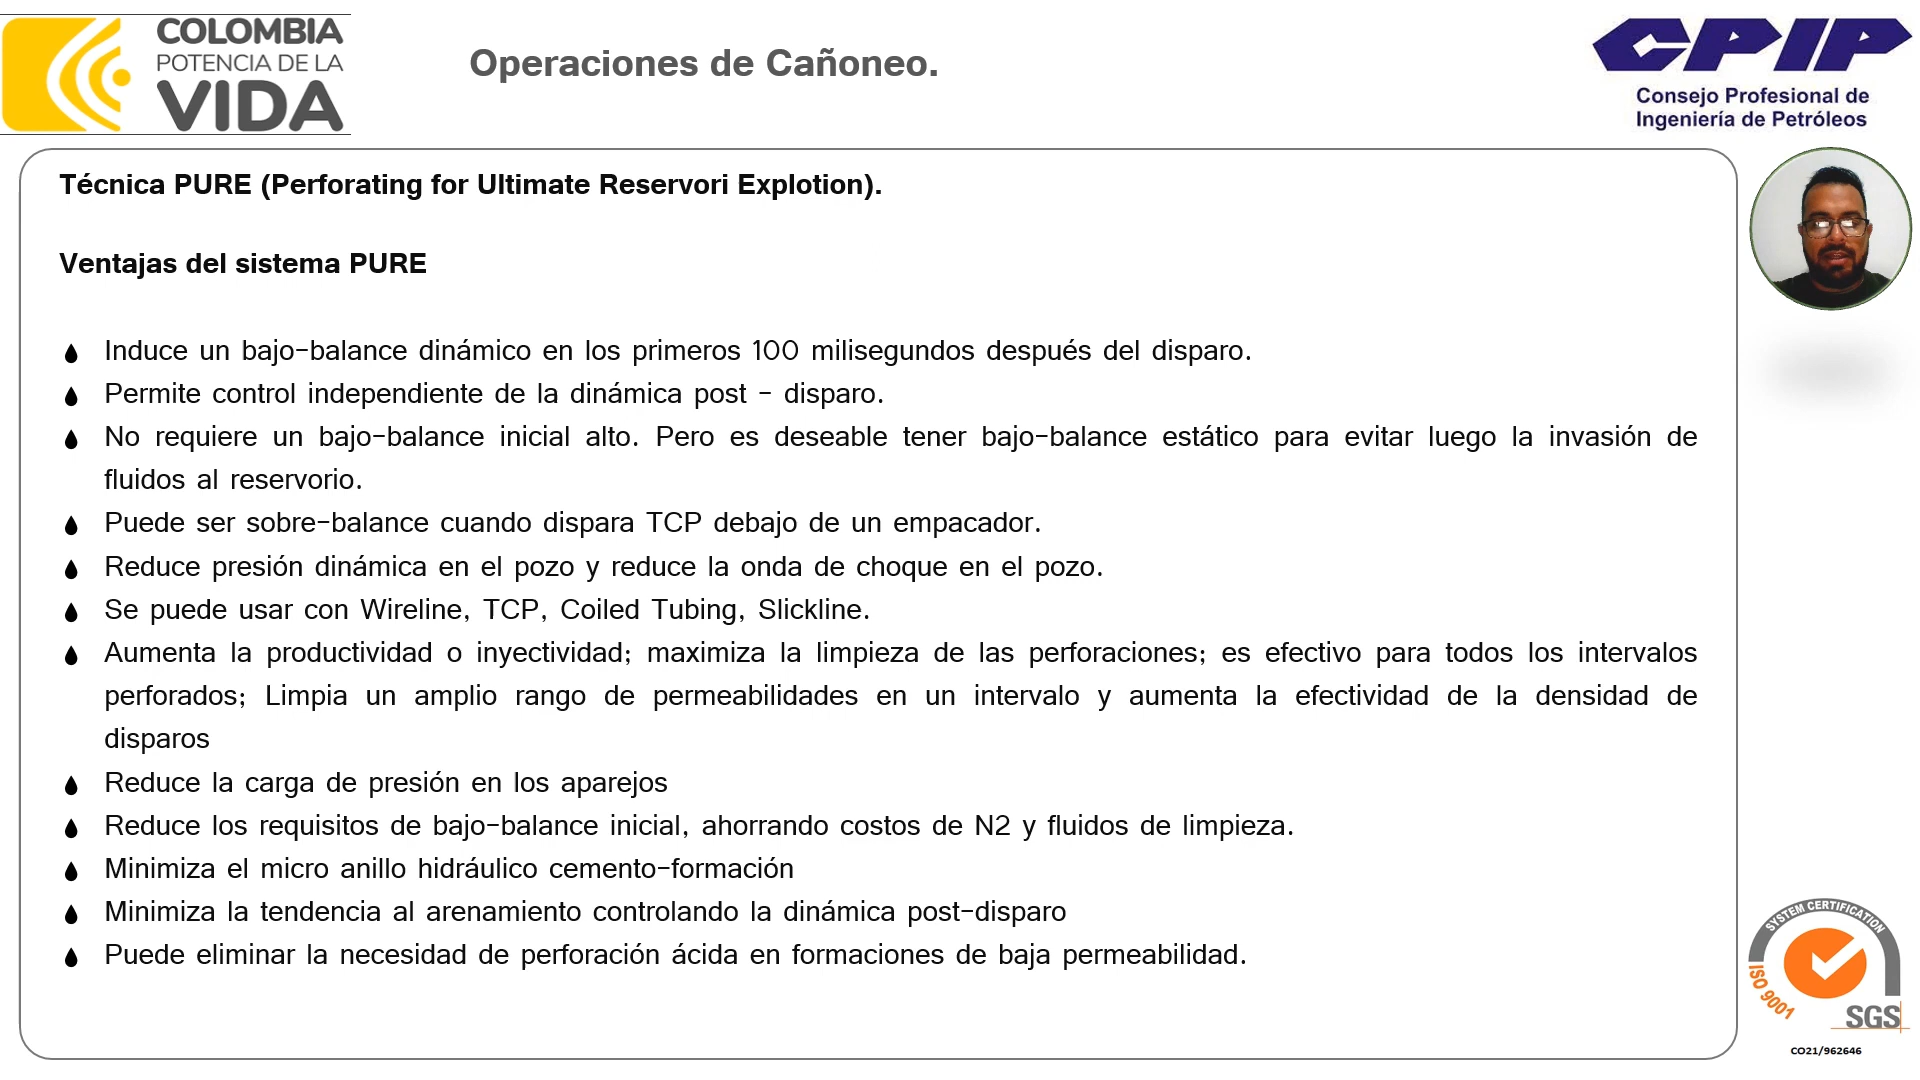 COLOMBIA
POTENCIA DE LA
VIDA
Operaciones de Cañoneo.
CPIP
Consejo Profesional de
Ingeniería de Petróleos
Técnica PURE (Perforating for Ultimate Reservori Explotion).
Ventajas del sistema PURE
Induce un bajo-balance dinámico en los primeros 100 milisegundos después del disparo.
Permite control independiente de la dinámica post - disparo.
No requiere un bajo-balance inicial alto. Pero es deseable tener bajo-balance estático para evitar luego la invasión de
fluidos al reservorio.
Puede ser sobre-balance cuando dispara TCP debajo de un empacador.
Reduce presión dinámica en el pozo y reduce la onda de choque en el pozo.
Se puede usar con Wireline, TCP, Coiled Tubing, Slickline.
Aumenta la productividad o inyectividad; maximiza la limpieza de las perforaciones; es efectivo para todos los intervalos
perforados; Limpia un amplio rango de permeabilidades en un intervalo y aumenta la efectividad de la densidad de
disparos
Reduce la carga de presión en los aparejos
Reduce los requisitos de bajo-balance inicial, ahorrando costos de N2 y fluidos de limpieza.
Minimiza el micro anillo hidráulico cemento-formación
Minimiza la tendencia al arenamiento controlando la dinámica post-disparo
Puede eliminar la necesidad de perforación ácida en formaciones de baja permeabilidad.
SYSTEM CERTIFICATION
ISO 9001
SGS
CO21/962646